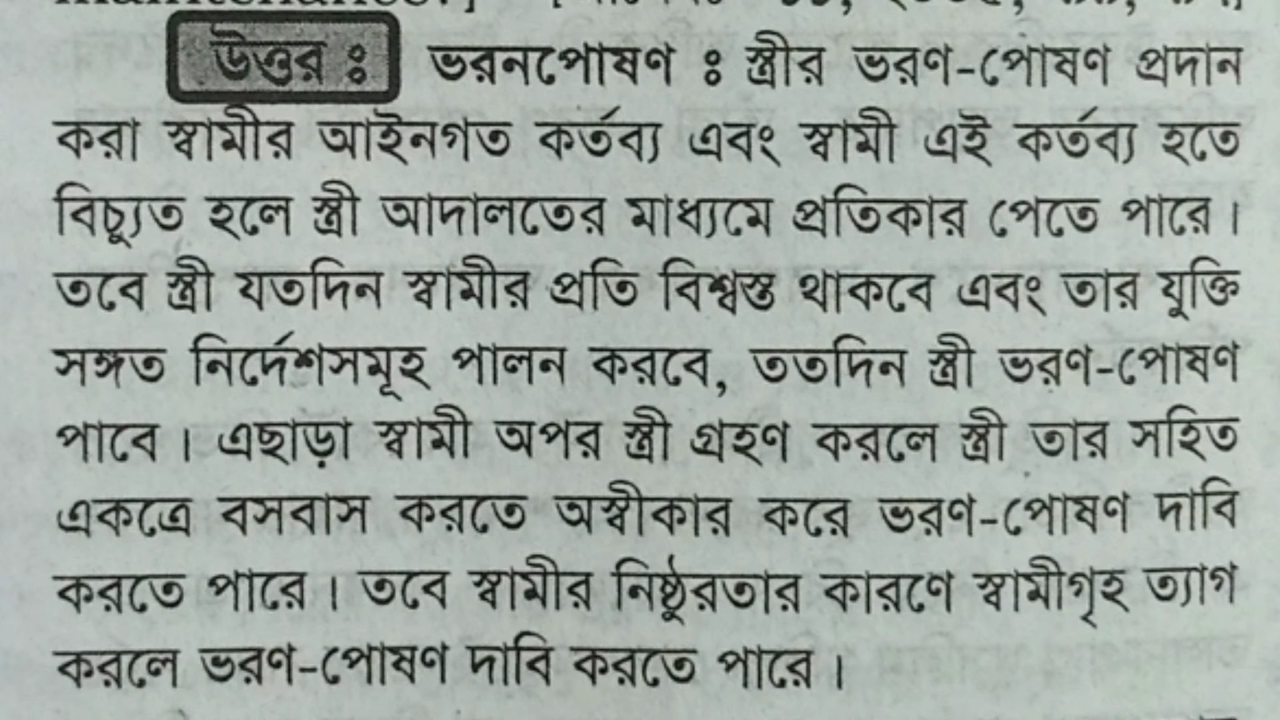 উত্তর ঃ ভরনপোষণ ঃ স্ত্রীর ভরণ-পোষণ প্রদান
করা স্বামীর আইনগত কর্তব্য এবং স্বামী এই কর্তব্য হতে
বিচ্যুত হলে স্ত্রী আদালতের মাধ্যমে প্রতিকার পেতে পারে।
তবে স্ত্রী যতদিন স্বামীর প্রতি বিশ্বস্ত থাকবে এবং তার যুক্তি
সঙ্গত নির্দেশসমূহ পালন করবে, ততদিন স্ত্রী ভরণ-পোষণ
পাবে। এছাড়া স্বামী অপর স্ত্রী গ্রহণ করলে স্ত্রী তার সহিত
একত্রে বসবাস করতে অস্বীকার করে ভরণ-পোষণ দাবি
করতে পারে। তবে স্বামীর নিষ্ঠুরতার কারণে স্বামীগৃহ ত্যাগ
করলে ভরণ-পোষণ দাবি করতে পারে।